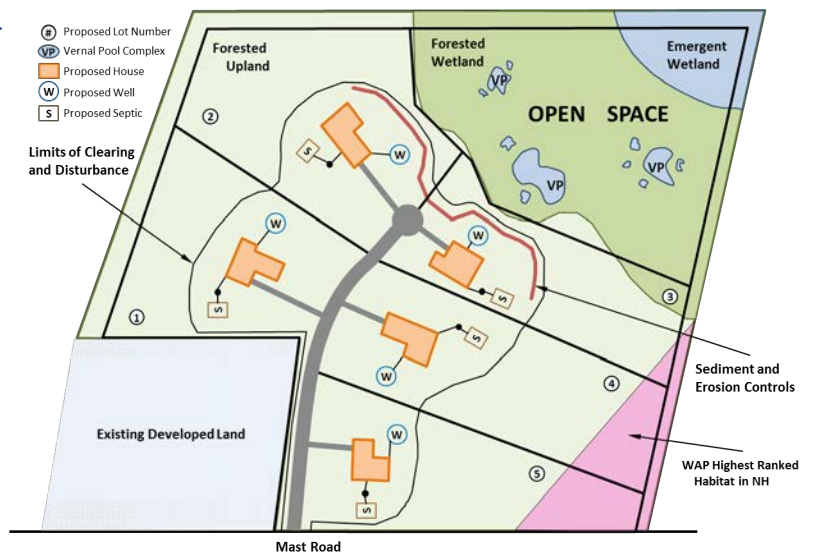 # Proposed Lot Number
VP Vernal Pool Complex
Proposed House
W Proposed Well
S Proposed Septic
Forested
Upland
Forested
Wetland
Emergent
Wetland
OPEN SPACE
VP
VP
VP
2
Limits of Clearing
and Disturbance
S
W
W
W
S
S
1
3
S
W
4
Sediment and
Erosion Controls
Existing Developed Land
W
5
WAP Highest Ranked
Habitat in NH
S
Mast Road